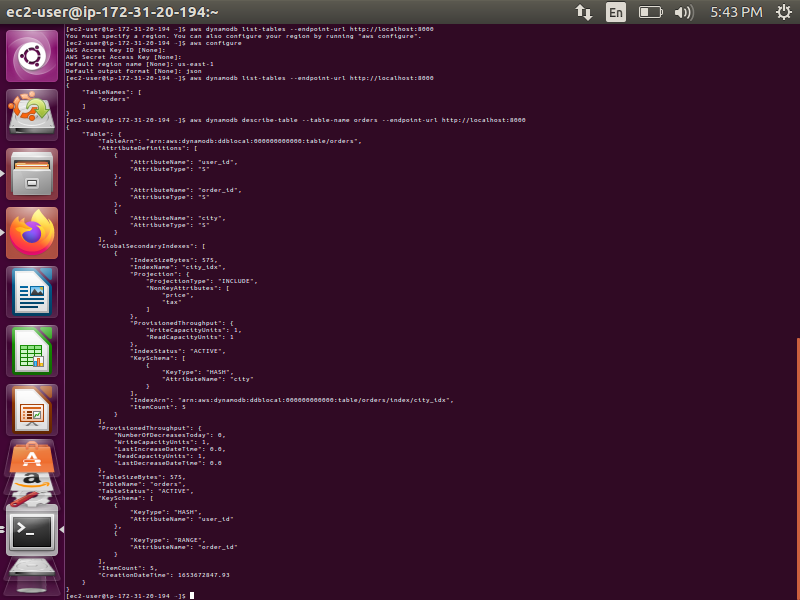 ec2-user@ip-172-31-20-194:~
En
5:43 PM
[ec2-user@ip-172-31-20-194 ~]$ aws dynamodb list-tables --endpoint-url http://localhost:8000
You must specify a region. You can also configure your region by running "aws configure".
[ec2-user@ip-172-31-20-194 ~]$ aws configure
AWS Access Key ID [None]:
AWS Secret Access Key [None]:
Default region name [None]: us-east-1
Default output format [None]: json
[ec2-user@ip-172-31-20-194 ~]$ aws dynamodb list-tables --endpoint-url http://localhost:8000
{
    "TableNames": [
        "orders"
    ]
}
[ec2-user@ip-172-31-20-194 ~]$ aws dynamodb describe-table --table-name orders --endpoint-url http://localhost:8000
{
    "Table": {
        "TableArn": "arn:aws:dynamodb:ddblocal:000000000000:table/orders",
        "AttributeDefinitions": [
            {
                "AttributeName": "user_id",
                "AttributeType": "S"
            },
            {
                "AttributeName": "order_id",
                "AttributeType": "S"
            },
            {
                "AttributeName": "city",
                "AttributeType": "S"
            }
        ],
        "GlobalSecondaryIndexes": [
            {
                "IndexSizeBytes": 575,
                "IndexName": "city_idx",
                "Projection": {
                    "ProjectionType": "INCLUDE",
                    "NonKeyAttributes": [
                        "price",
                        "tax"
                    ]
                },
                "ProvisionedThroughput": {
                    "WriteCapacityUnits": 1,
                    "ReadCapacityUnits": 1
                },
                "IndexStatus": "ACTIVE",
                "KeySchema": [
                    {
                        "KeyType": "HASH",
                        "AttributeName": "city"
                    }
                ],
                "IndexArn": "arn:aws:dynamodb:ddblocal:000000000000:table/orders/index/city_idx",
                "ItemCount": 5
            }
        ],
        "ProvisionedThroughput": {
            "NumberOfDecreasesToday": 0,
            "WriteCapacityUnits": 1,
            "LastIncreaseDateTime": 0.0,
            "ReadCapacityUnits": 1,
            "LastDecreaseDateTime": 0.0
        },
        "TableSizeBytes": 575,
        "TableName": "orders",
        "TableStatus": "ACTIVE",
        "KeySchema": [
            {
                "KeyType": "HASH",
                "AttributeName": "user_id"
            },
            {
                "KeyType": "RANGE",
                "AttributeName": "order_id"
            }
        ],
        "ItemCount": 5,
        "CreationDateTime": 1653672847.93
    }
}
[ec2-user@ip-172-31-20-194 ~]$